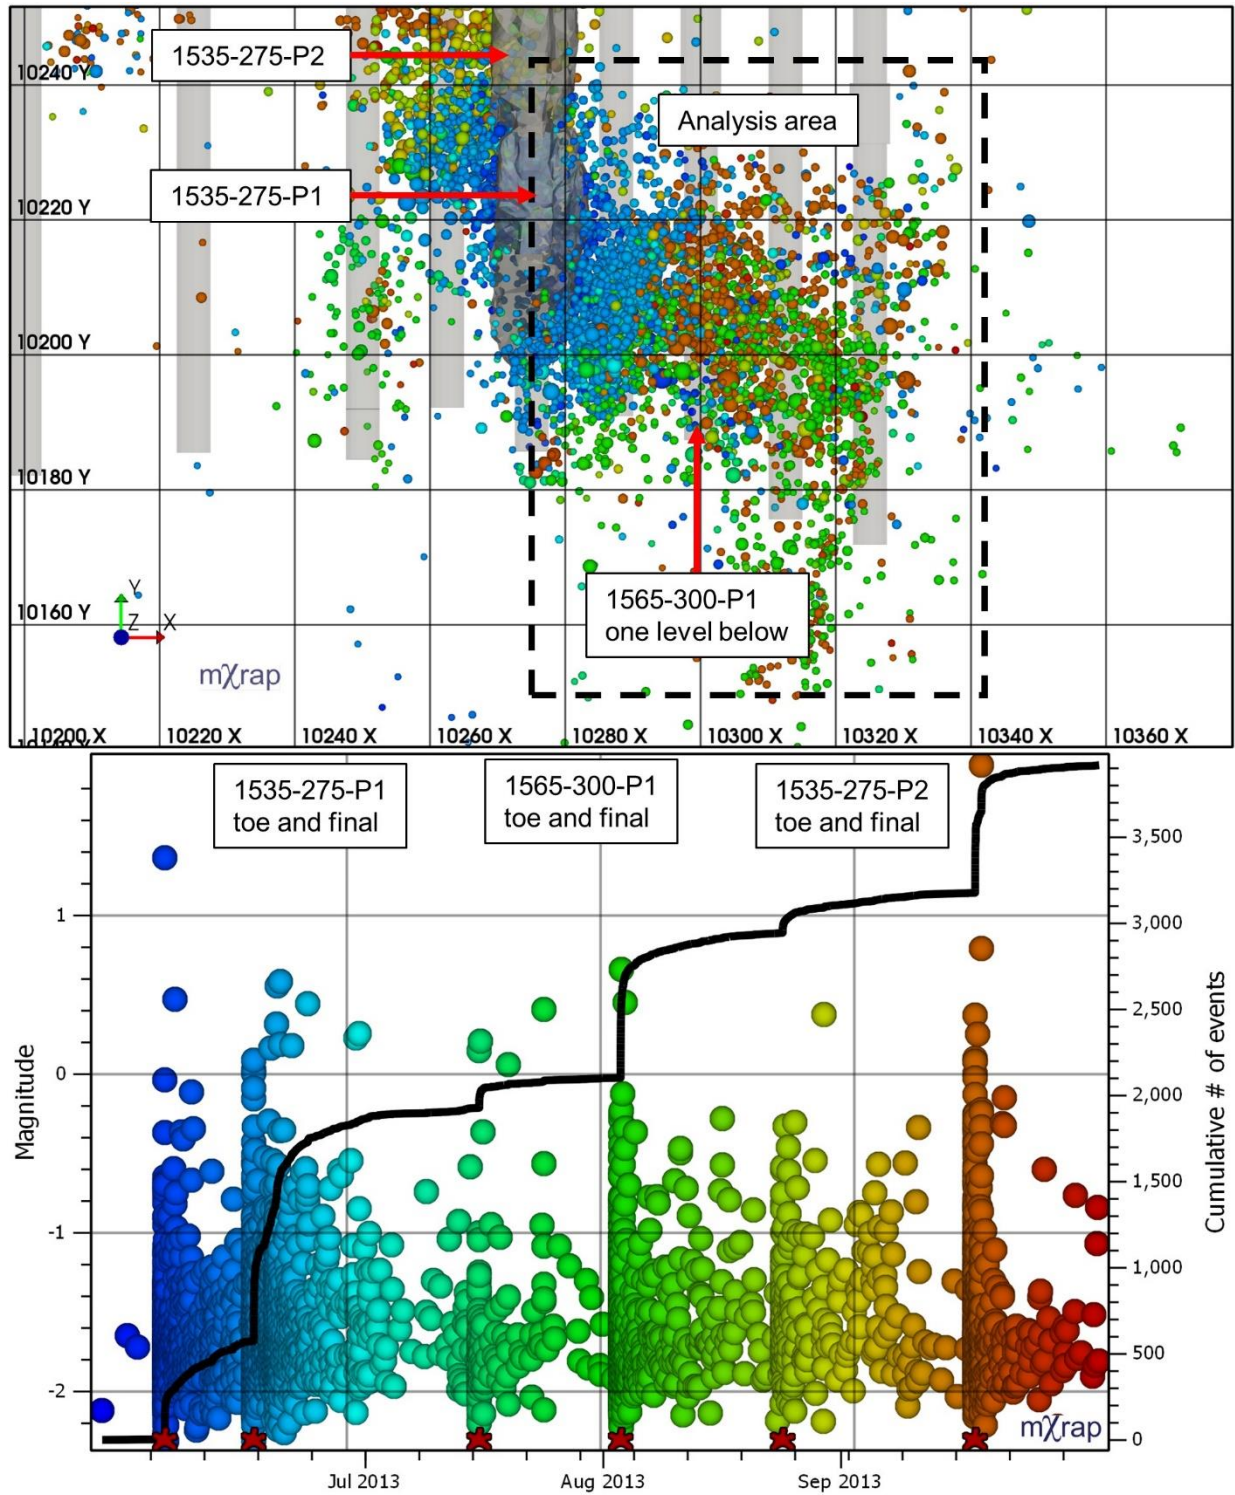 1535-275-P2
10240 Y
Analysis area
1535-275-P1
10220 Y
10200 Y
10180 Y
1565-300-P1
one level below
10160 Y
Y
Z
X
mχrap
10200 X
10220 X
10240 X
10260 X
10280 X
10300 X
10320 X
10340 X
10360 X
1535-275-P1
toe and final
1565-300-P1
toe and final
1535-275-P2
toe and final
3,500
1
3,000
2,500
0
2,000
1,500
-1
1,000
500
-2
0
Magnitude
Cumulative # of events
mχrap
Jul 2013
Aug 2013
Sep 2013